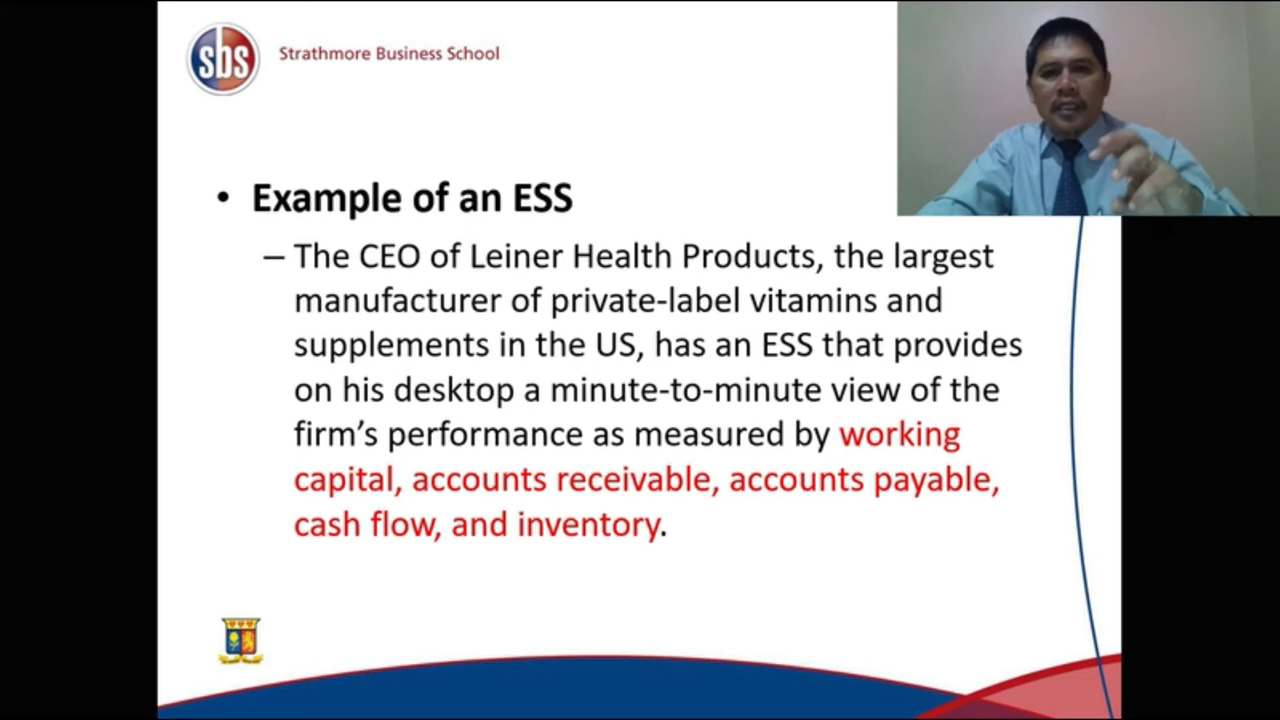 sbs
Strathmore Business School
• Example of an ESS
– The CEO of Leiner Health Products, the largest
manufacturer of private-label vitamins and
supplements in the US, has an ESS that provides
on his desktop a minute-to-minute view of the
firm’s performance as measured by working
capital, accounts receivable, accounts payable,
cash flow, and inventory.